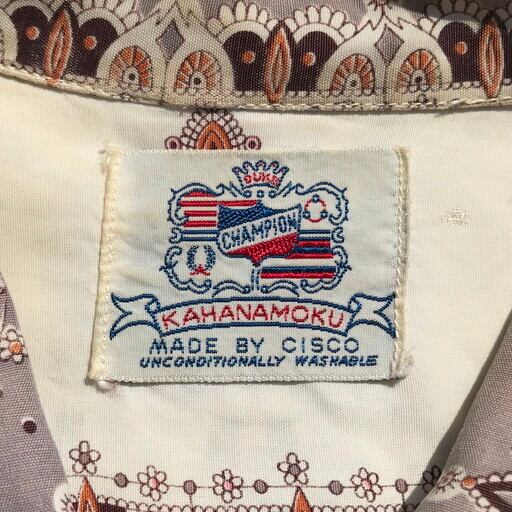 DUKE
CHAMPION
KAHANAMOKU
MADE BY CISCO
UNCONDITIONALLY WASHABLE